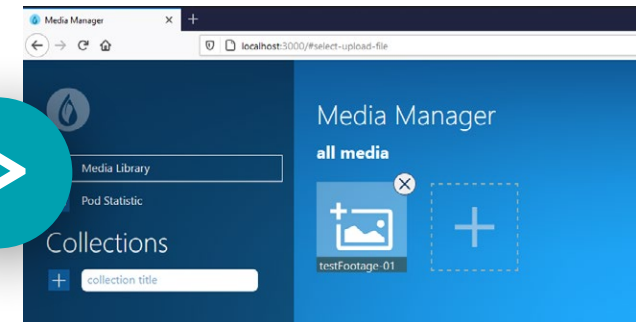 Media Manager
localhost:3000/#select-upload-file
Media Manager
all media
Media Library
Pod Statistic
Collections
collection title
testFootage-01